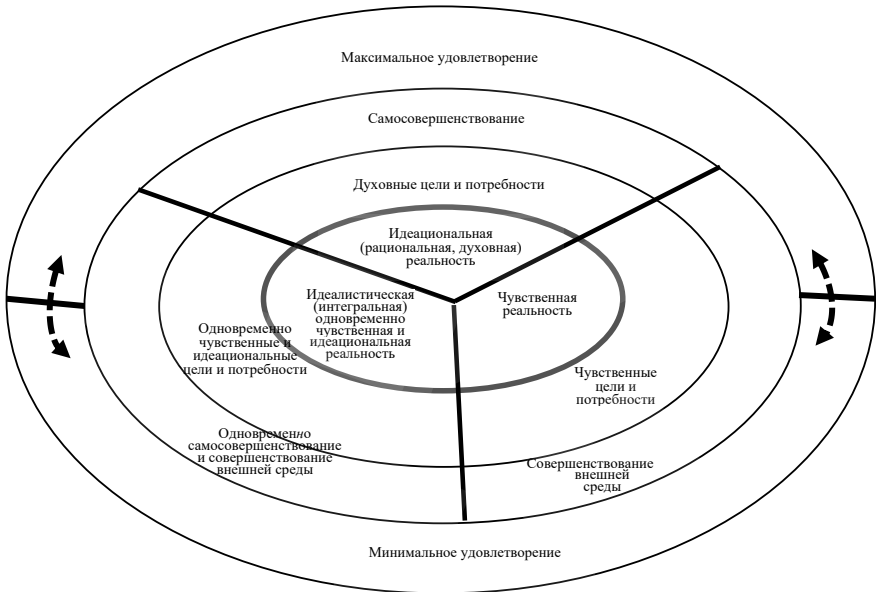 Максимальное удовлетворение
Самосовершенствование
Духовные цели и потребности
Идеациональная
(рациональная, духовная)
реальность
Идеалистическая
(интегральная)
одновременно
чувственная и
идеациональная
реальность
Чувственная
реальность
Одновременно
чувственные и
идеациональные
цели и потребности
Чувственные
цели и
потребности
Одновременно
самосовершенствование
и совершенствование
внешней среды
Совершенствование
внешней
среды
Минимальное удовлетворение